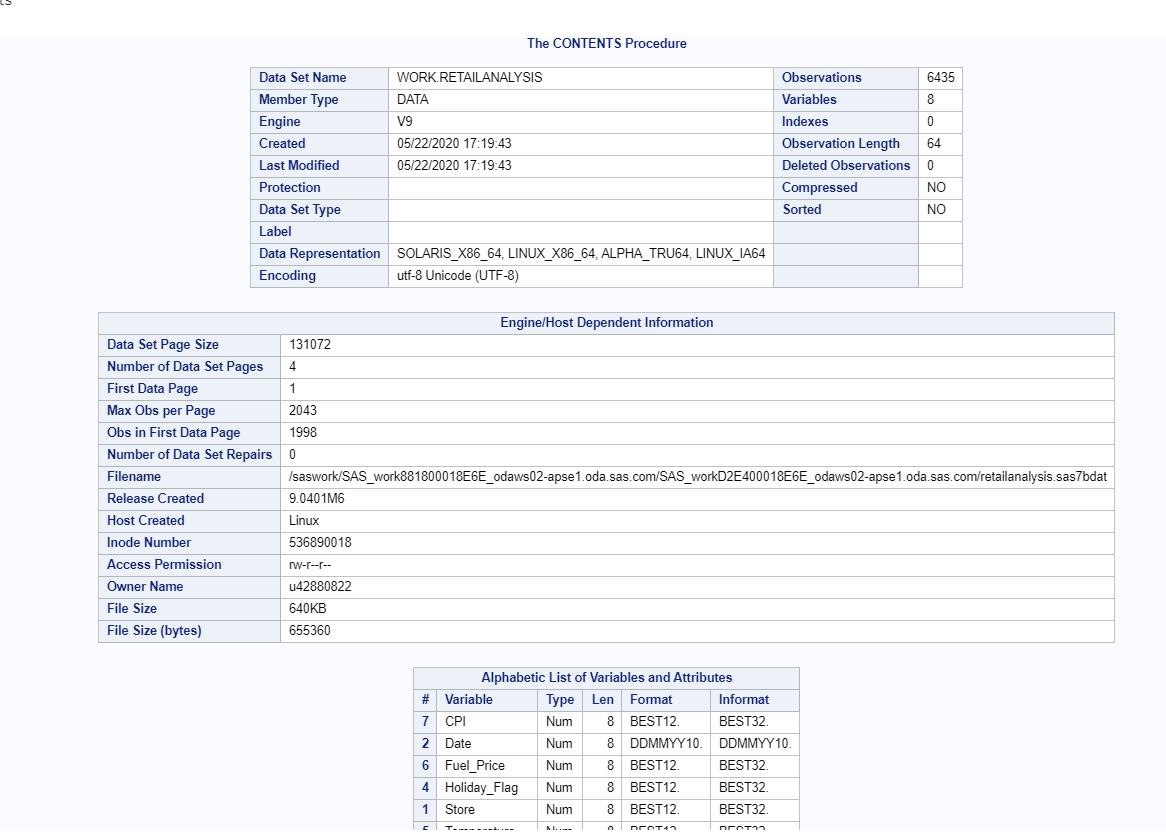 ts
The CONTENTS Procedure
Data Set Name WORK.RETAILANALYSIS Observations 6435
Member Type DATA Variables 8
Engine V9 Indexes 0
Created 05/22/2020 17:19:43 Observation Length 64
Last Modified 05/22/2020 17:19:43 Deleted Observations 0
Protection Compressed NO
Data Set Type Sorted NO
Label
Data Representation SOLARIS_X86_64, LINUX_X86_64, ALPHA_TRU64, LINUX_IA64
Encoding utf-8 Unicode (UTF-8)
Engine/Host Dependent Information
Data Set Page Size 131072
Number of Data Set Pages 4
First Data Page 1
Max Obs per Page 2043
Obs in First Data Page 1998
Number of Data Set Repairs 0
Filename /saswork/SAS_work881800018E6E_odaws02-apse1.oda.sas.com/SAS_workD2E400018E6E_odaws02-apse1.oda.sas.com/retailanalysis.sas7bdat
Release Created 9.0401M6
Host Created Linux
Inode Number 536890018
Access Permission rw-r--r--
Owner Name u42880822
File Size 640KB
File Size (bytes) 655360
Alphabetic List of Variables and Attributes
# Variable Type Len Format Informat
7 CPI Num 8 BEST12. BEST32.
2 Date Num 8 DDMMYY10. DDMMYY10.
6 Fuel_Price Num 8 BEST12. BEST32.
4 Holiday_Flag Num 8 BEST12. BEST32.
1 Store Num 8 BEST12. BEST32.
5 Temperature Num 8 BEST12. BEST32.